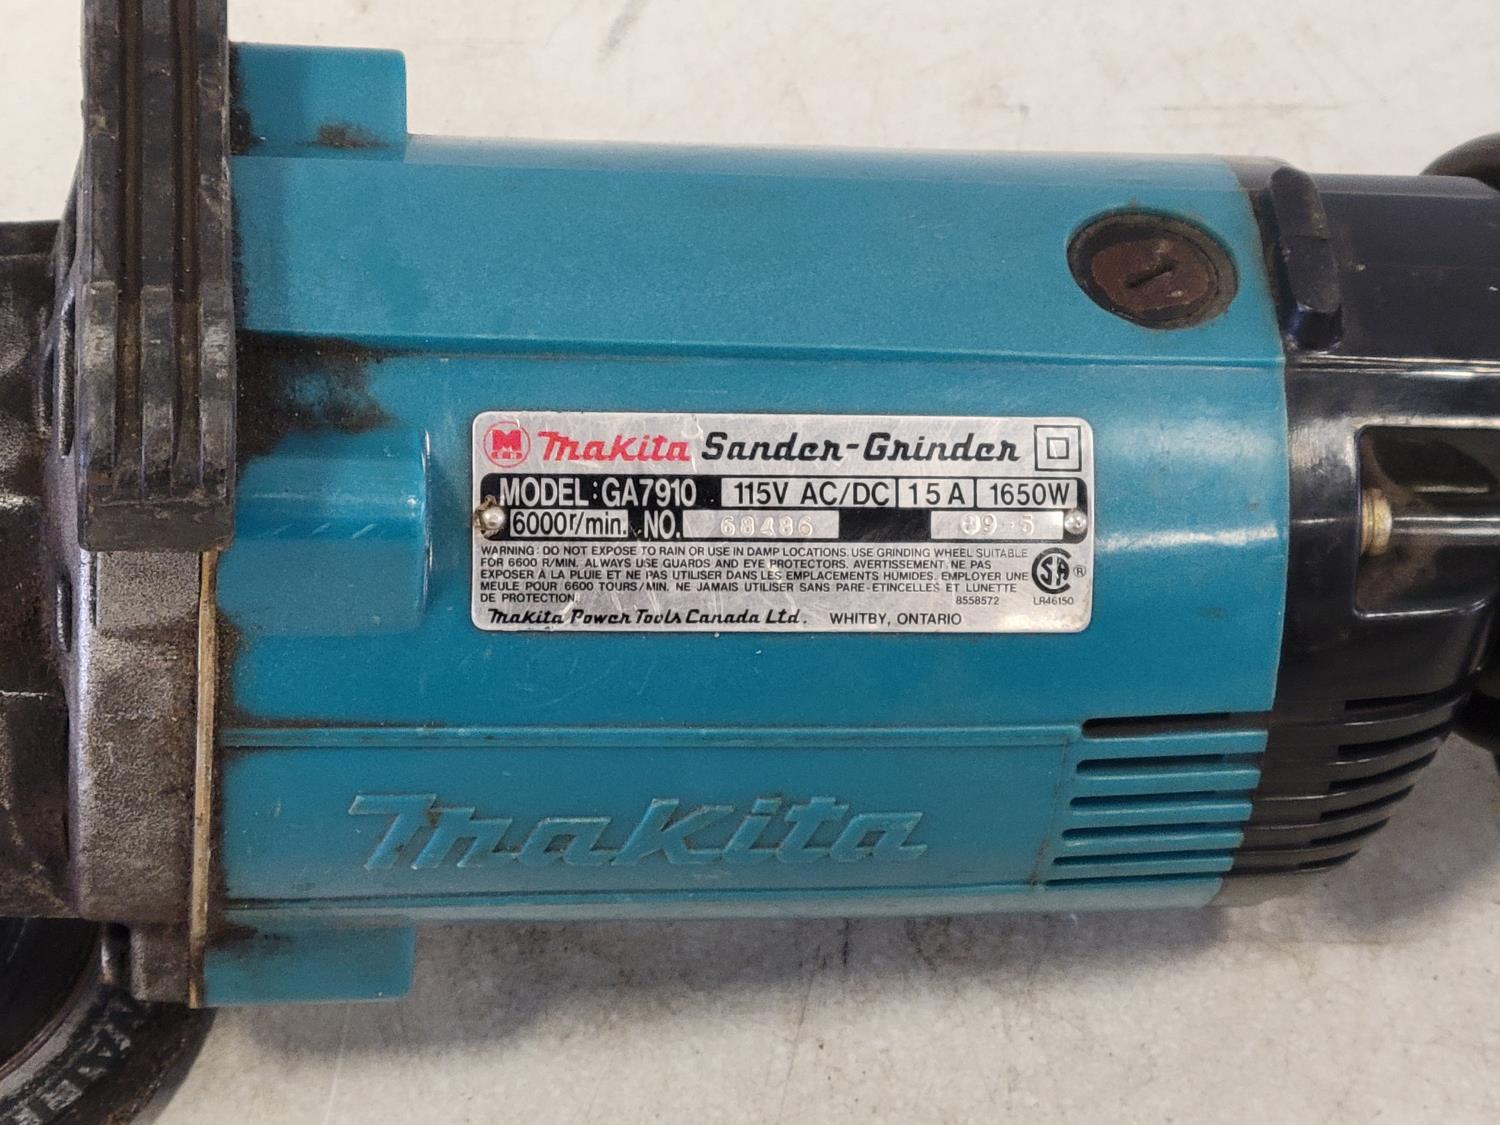 Makita Sander-Grinder
MODEL:GA7910 115V AC/DC 15A 1650W
6000r/min. NO. 68486 89-5
WARNING: DO NOT EXPOSE TO RAIN OR USE IN DAMP LOCATIONS. USE GRINDING WHEEL SUITABLE
FOR 6600 R/MIN. ALWAYS USE GUARDS AND EYE PROTECTORS. AVERTISSEMENT: NE PAS
EXPOSER À LA PLUIE ET NE PAS UTILISER DANS LES EMPLACEMENTS HUMIDES. EMPLOYER UNE
MEULE POUR 6600 TOURS/MIN. NE JAMAIS UTILISER SANS PARE-ETINCELLES ET LUNETTE
DE PROTECTION. 8558572 LR46150
SA ®
Makita Power Tools Canada Ltd. WHITBY, ONTARIO
Makita